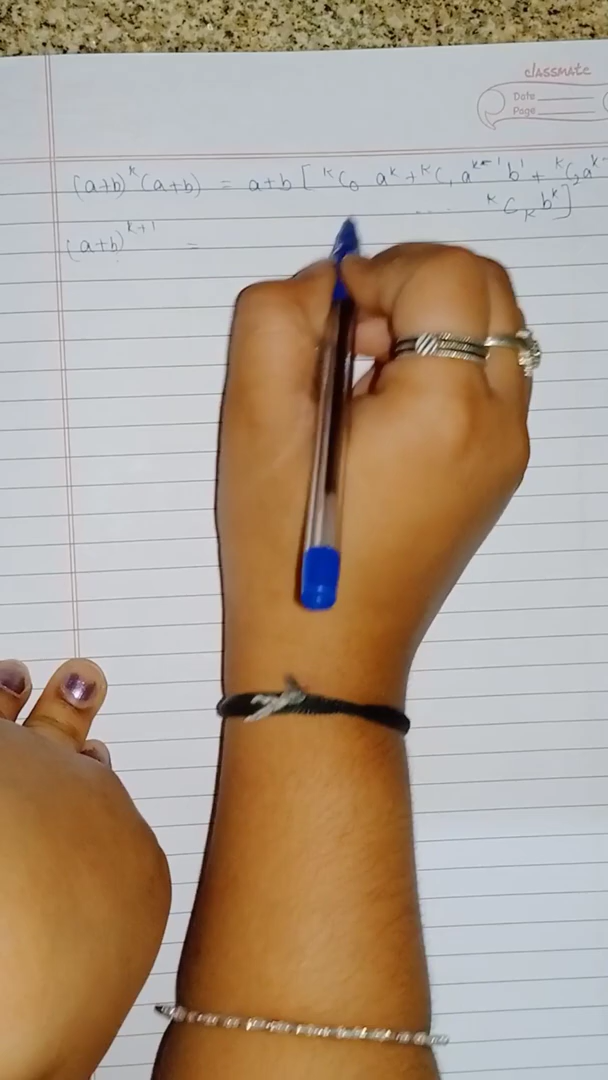 classmate
Date
Page
(a+b)^k (a+b) = a+b [ ^kC_0 a^k + ^kC_1 a^{k-1} b^1 + ^kC_2 a^{k-
..... ^kC_k b^k ]
(a+b)^{k+1} =